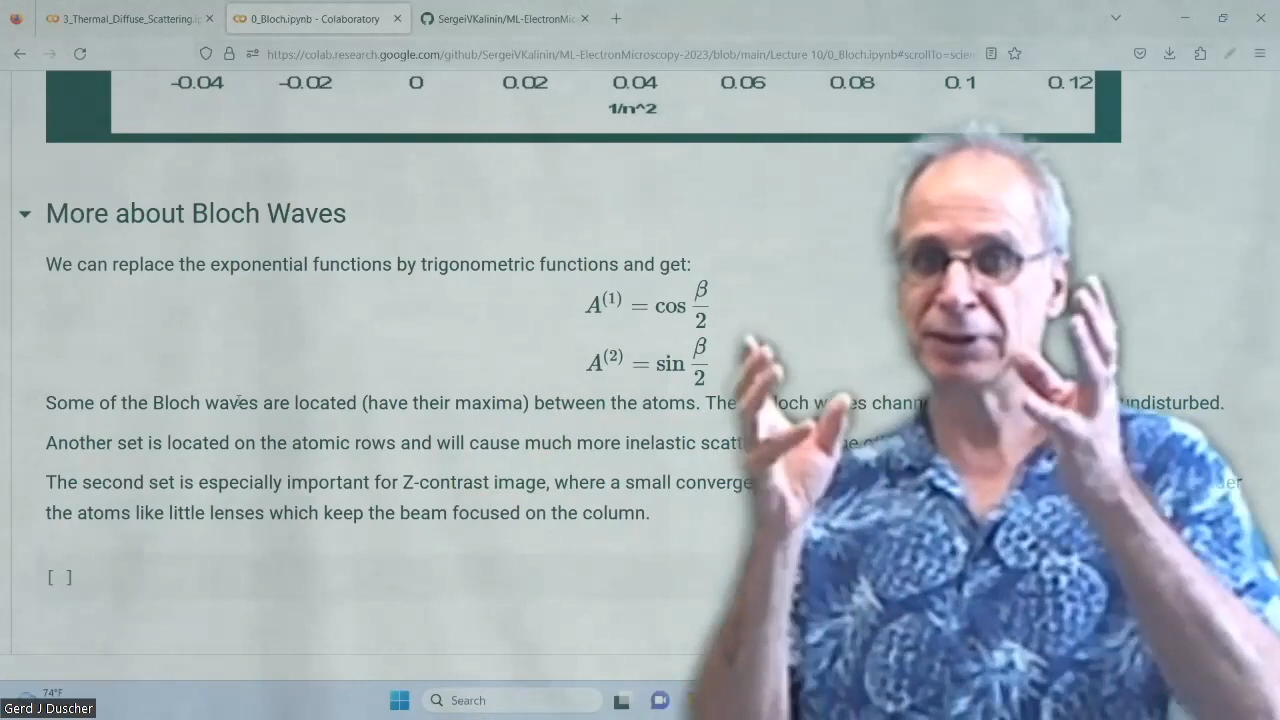 3_Thermal_Diffuse_Scattering.i
0_Bloch.ipynb - Colaboratory
SergeiVKalinin/ML-ElectronMic
https://colab.research.google.com/github/SergeiVKalinin/ML-ElectronMicroscopy-2023/blob/main/Lecture 10/0_Bloch.ipynb#scrollTo=scie
-0.04 -0.02 0 0.02 0.04 0.06 0.08 0.1 0.12
1/n^2
More about Bloch Waves
We can replace the exponential functions by trigonometric functions and get:
A^(1) = cos β/2
A^(2) = sin β/2
Some of the Bloch waves are located (have their maxima) between the atoms. The loch w es chan undisturbed.
Another set is located on the atomic rows and will cause much more inelastic scatt
The second set is especially important for Z-contrast image, where a small converge
the atoms like little lenses which keep the beam focused on the column.
[ ]
74°F
Search
Gerd J Duscher